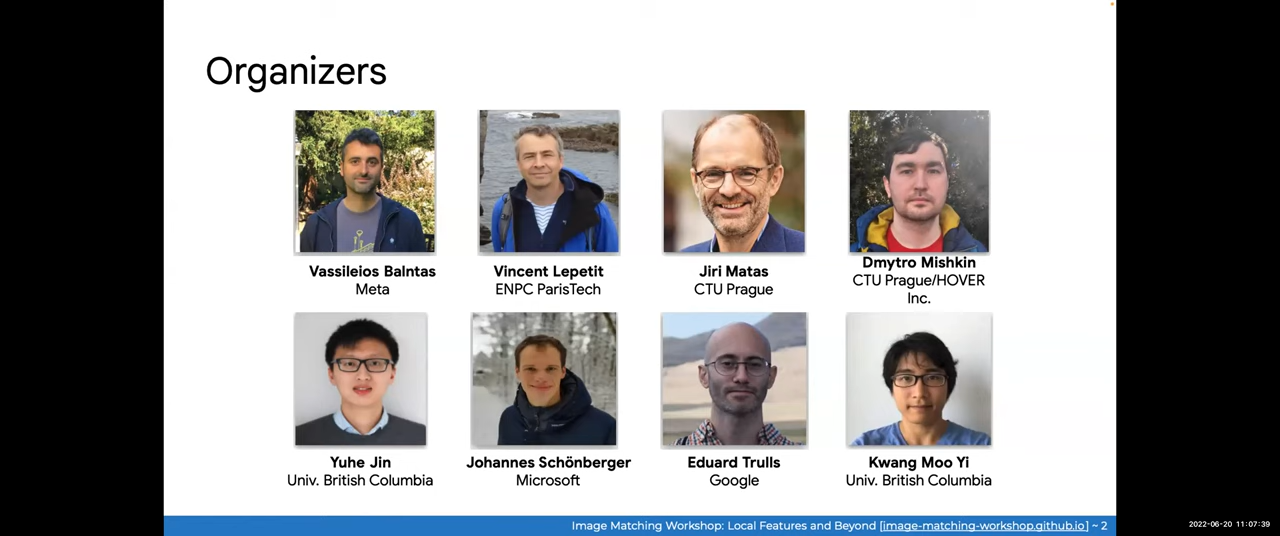 Organizers
Vassileios Balntas
Meta
Vincent Lepetit
ENPC ParisTech
Jiri Matas
CTU Prague
Dmytro Mishkin
CTU Prague/HOVER
Inc.
Yuhe Jin
Univ. British Columbia
Johannes Schönberger
Microsoft
Eduard Trulls
Google
Kwang Moo Yi
Univ. British Columbia
Image Matching Workshop: Local Features and Beyond [image-matching-workshop.github.io] ~ 2
2022-06-20 11:07:39